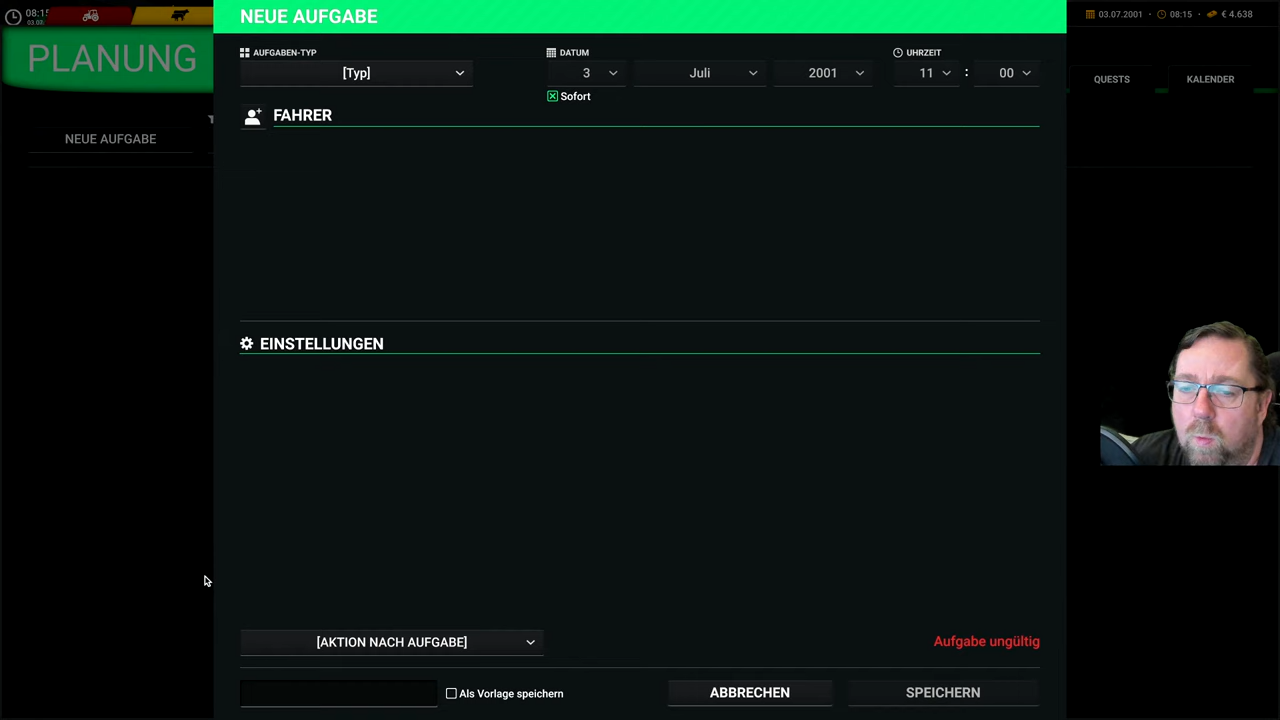 NEUE AUFGABE
08:15
03.07.
03.07.2001 · 08:15 · € 4.638
PLANUNG
AUFGABEN-TYP
DATUM
UHRZEIT
[Typ]
3 Juli 2001 11 : 00
QUESTS KALENDER
Sofort
FAHRER
NEUE AUFGABE
EINSTELLUNGEN
[AKTION NACH AUFGABE]
Aufgabe ungültig
Als Vorlage speichern
ABBRECHEN
SPEICHERN